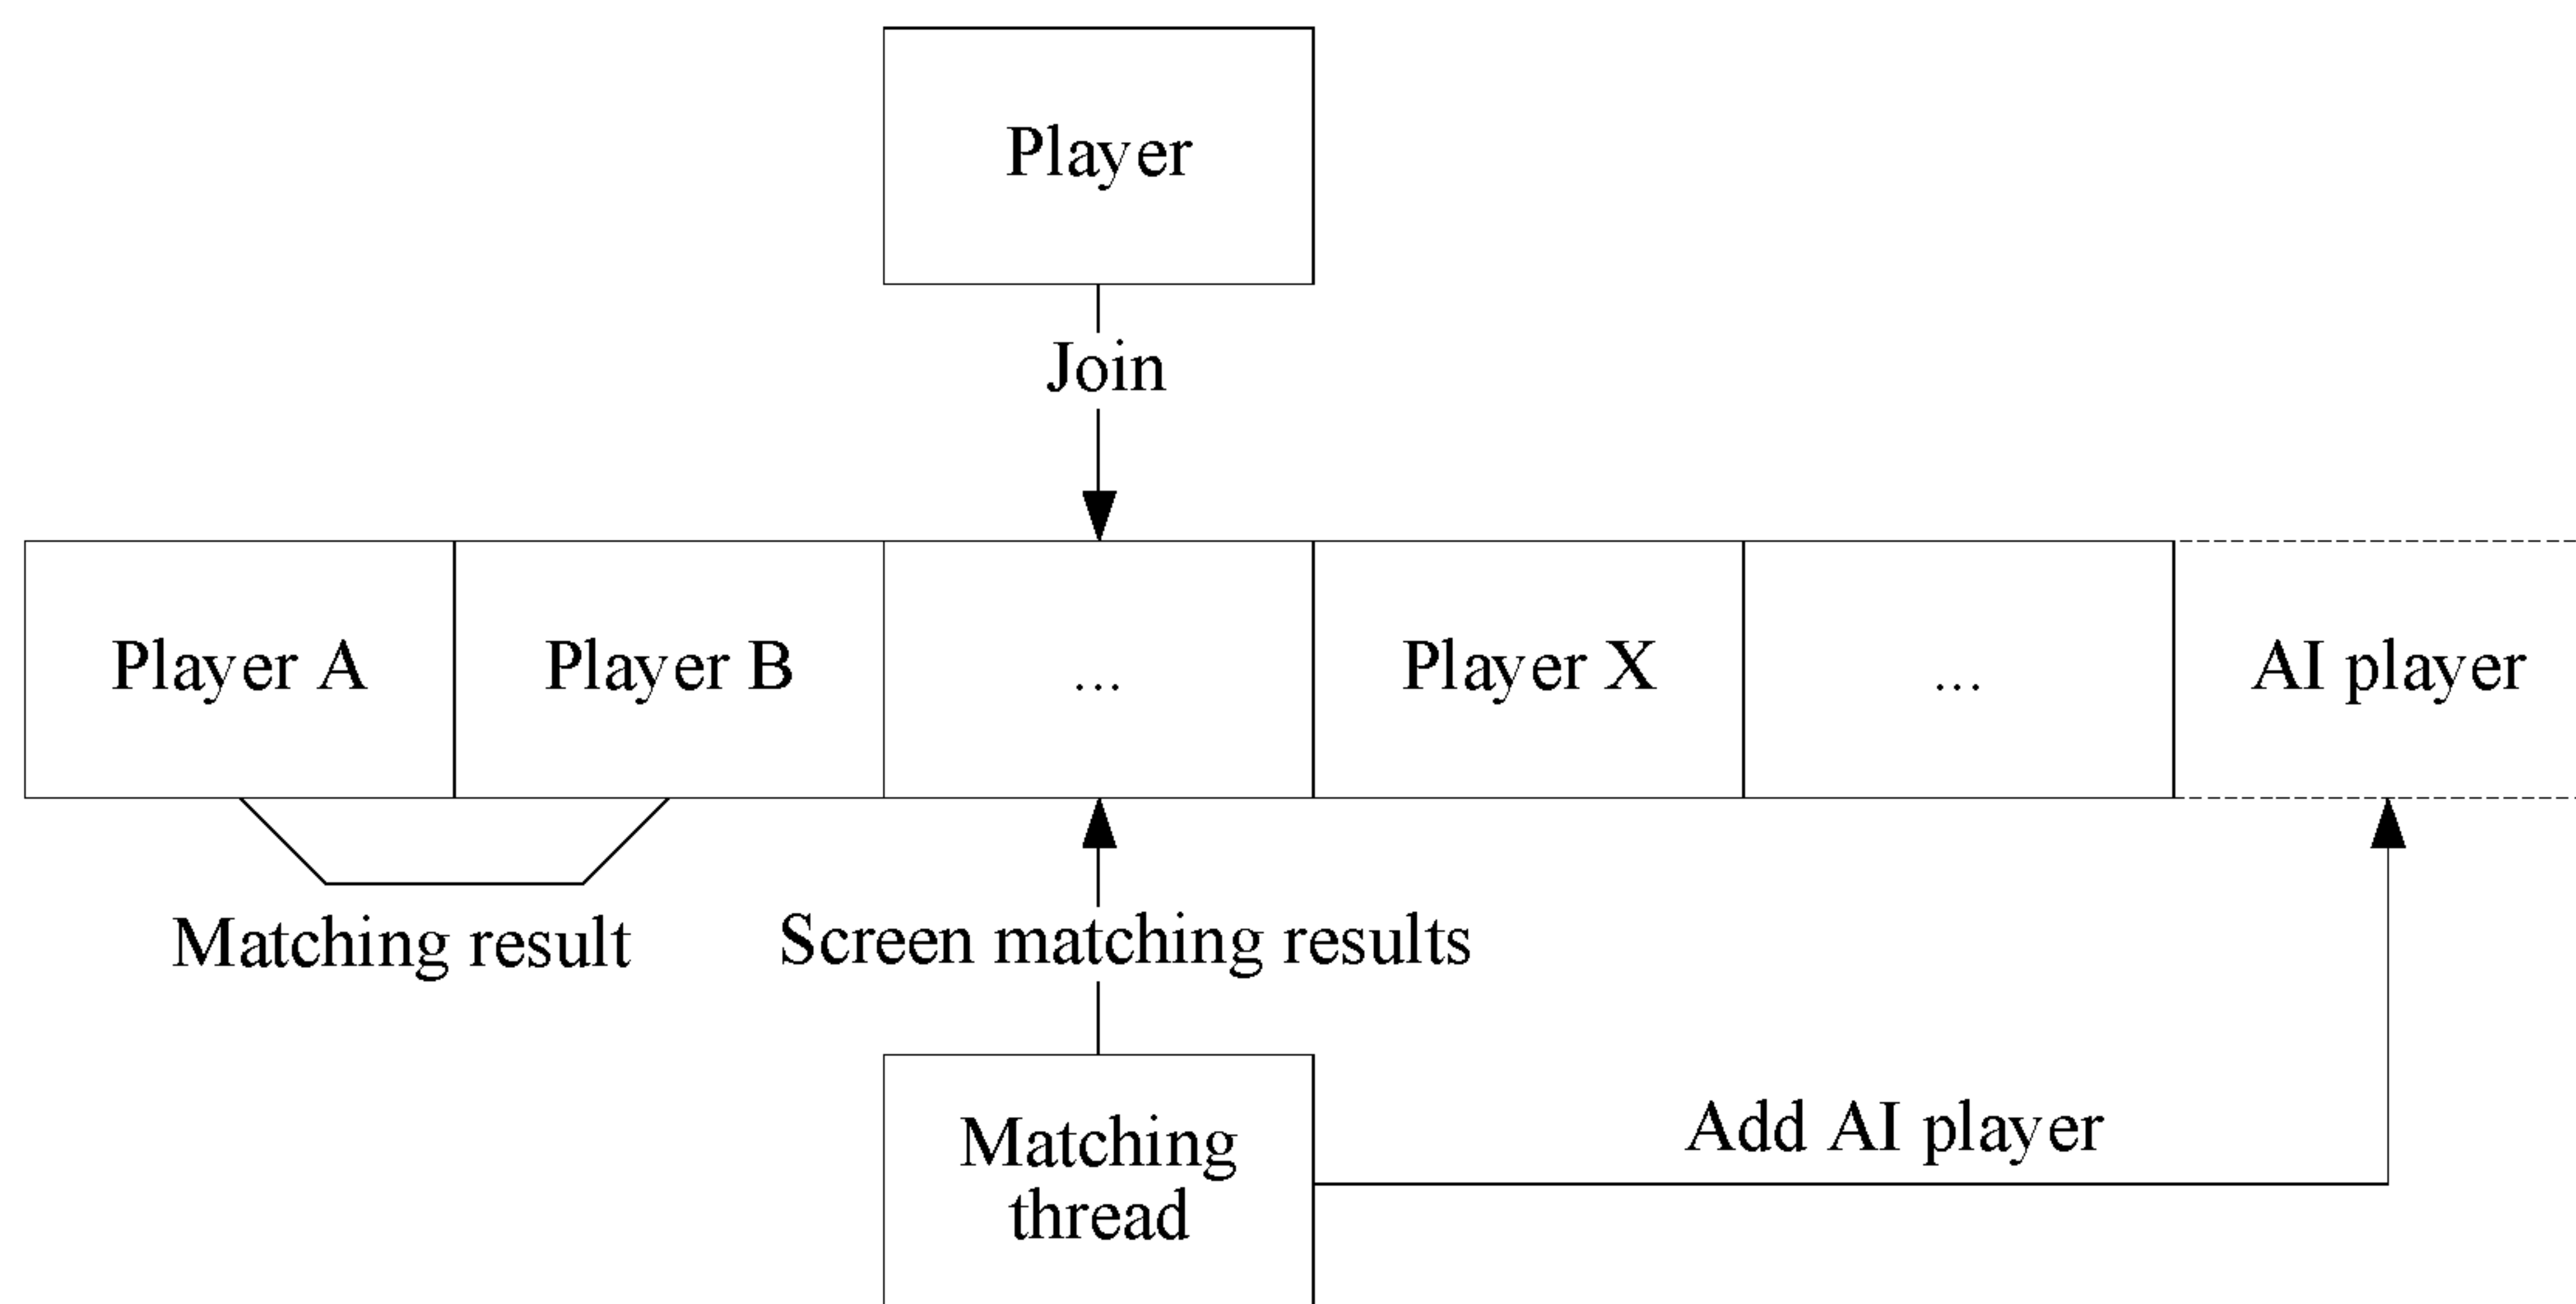 Player
Join
Player A
Player B
...
Player X
...
AI player
Matching result
Screen matching results
Matching
thread
Add AI player